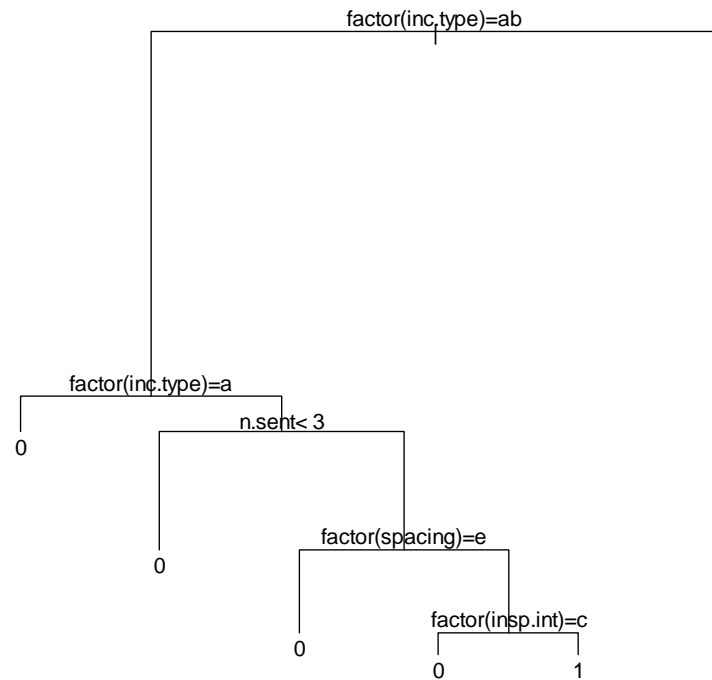 factor(inc.type)=ab
factor(inc.type)=a
0
n.sent< 3
0
factor(spacing)=e
0
factor(insp.int)=c
0
1